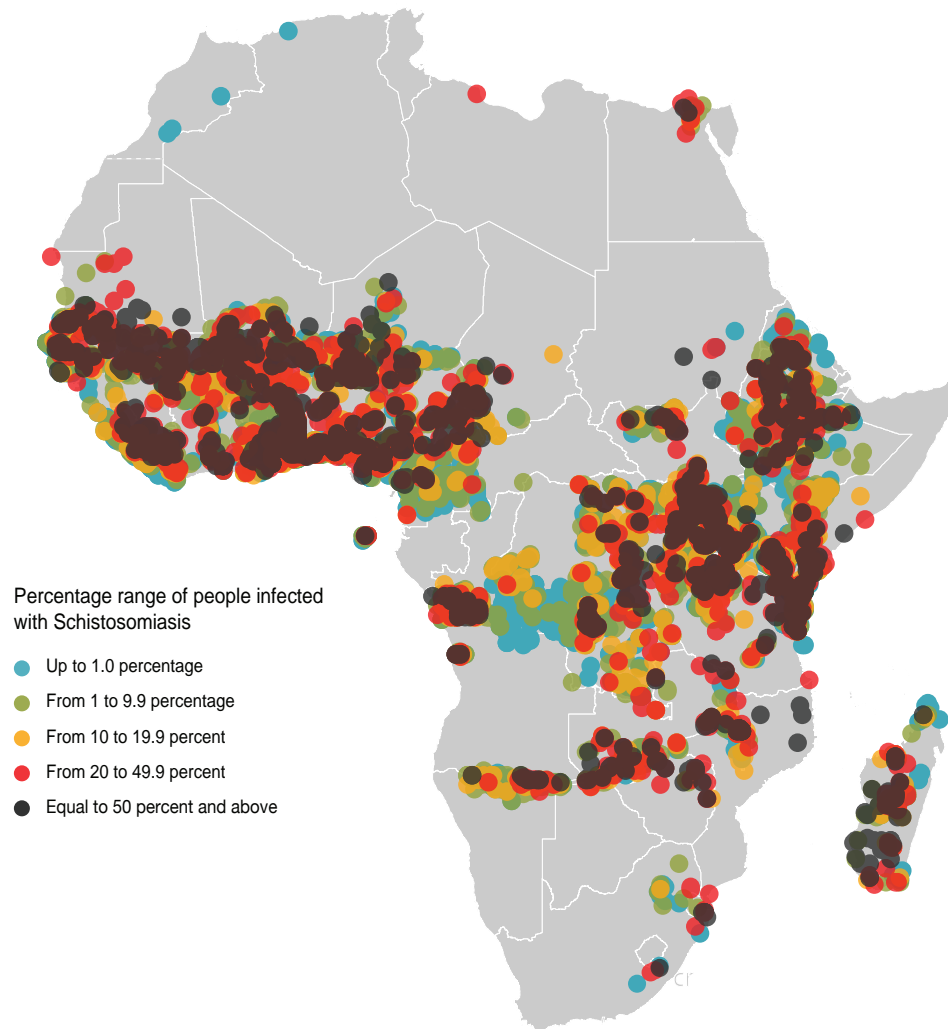 Percentage range of people infected
with Schistosomiasis
Up to 1.0 percentage
From 1 to 9.9 percentage
From 10 to 19.9 percent
From 20 to 49.9 percent
Equal to 50 percent and above